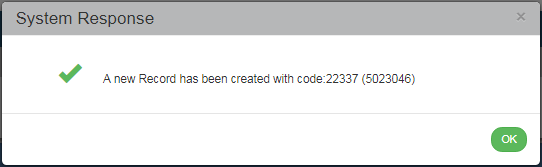 System Response
×
A new Record has been created with code:22337 (5023046)
OK